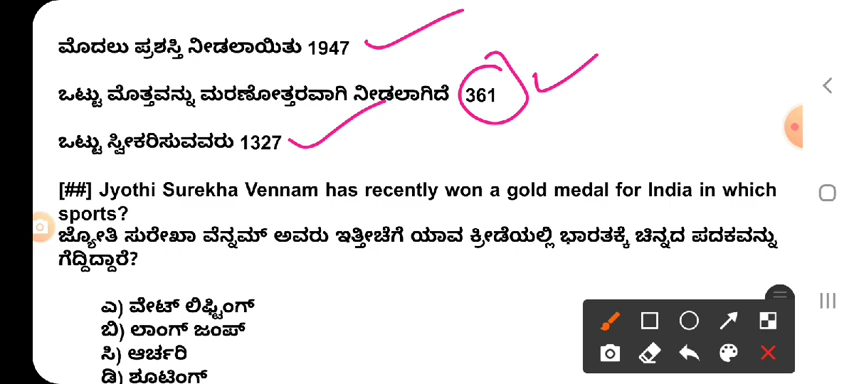 ಮೊದಲು ಪ್ರಶಸ್ತಿ ನೀಡಲಾಯಿತು 1947
ಒಟ್ಟು ಮೊತ್ತವನ್ನು ಮರಣೋತ್ತರವಾಗಿ ನೀಡಲಾಗಿದೆ 361
ಒಟ್ಟು ಸ್ವೀಕರಿಸುವವರು 1327
[##] Jyothi Surekha Vennam has recently won a gold medal for India in which
sports?
ಜ್ಯೋತಿ ಸುರೇಖಾ ವೆನ್ನಮ್ ಅವರು ಇತ್ತೀಚೆಗೆ ಯಾವ ಕ್ರೀಡೆಯಲ್ಲಿ ಭಾರತಕ್ಕೆ ಚಿನ್ನದ ಪದಕವನ್ನು
ಗೆದ್ದಿದ್ದಾರೆ?
ಎ) ವೇಟ್ ಲಿಫ್ಟಿಂಗ್
ಬಿ) ಲಾಂಗ್ ಜಂಪ್
ಸಿ) ಆರ್ಚರಿ
ಡಿ) ಶೂಟಿಂಗ್